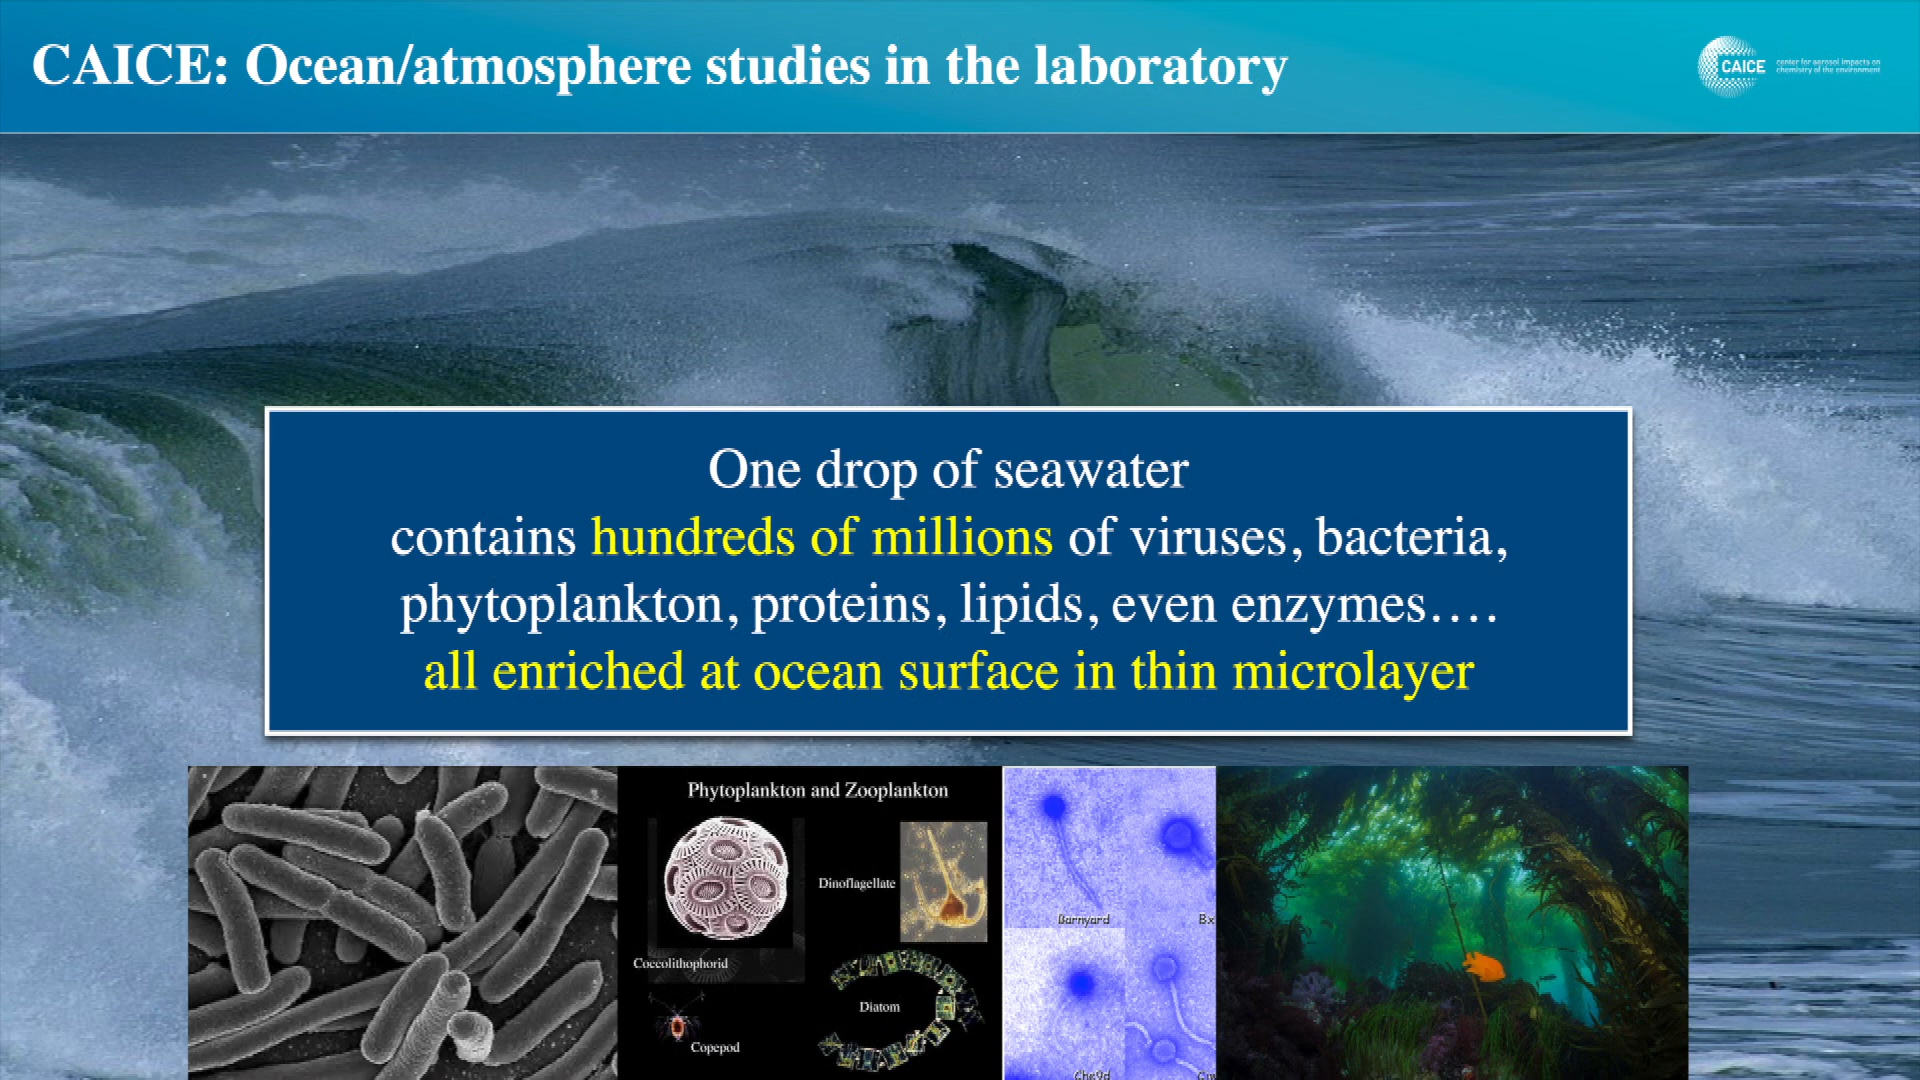 CAICE: Ocean/atmosphere studies in the laboratory
CAICE
center for aerosol impacts on
chemistry of the environment
One drop of seawater
contains hundreds of millions of viruses, bacteria,
phytoplankton, proteins, lipids, even enzymes….
all enriched at ocean surface in thin microlayer
Phytoplankton and Zooplankton
Dinoflagellate
Coccolithophorid
Diatom
Copepod
Barnyard
Bx
Che9d